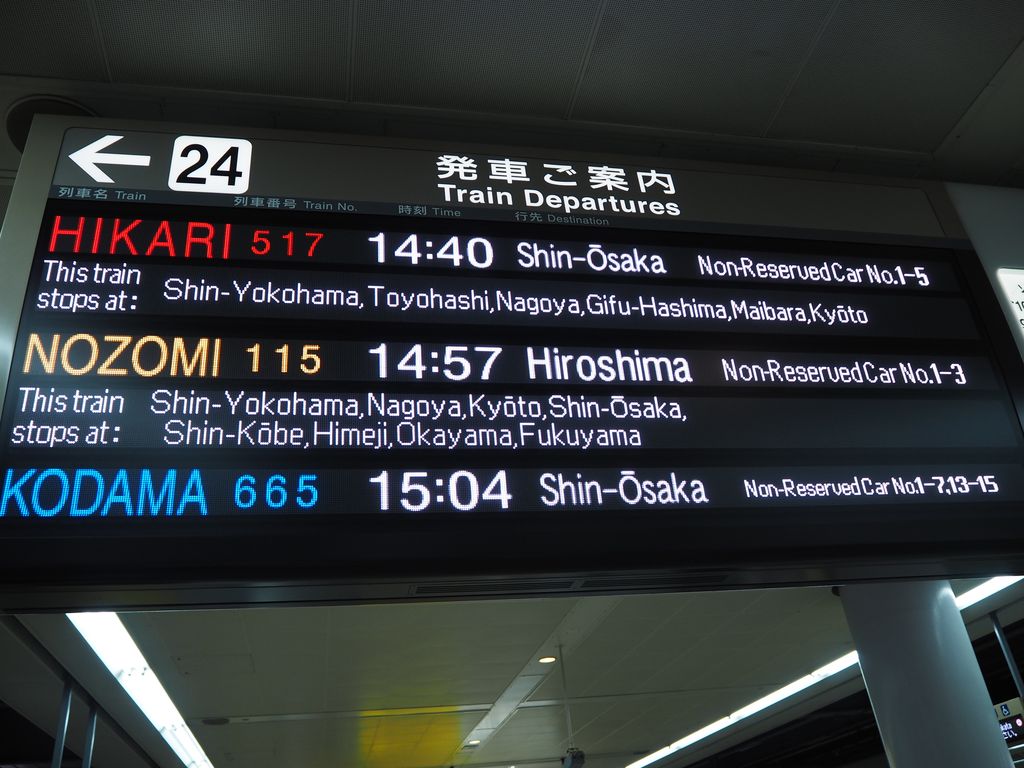 ← 24 発車ご案内
Train Departures
列車名 Train 列車番号 Train No. 時刻 Time 行先 Destination
HIKARI 517 14:40 Shin-Ōsaka Non-Reserved Car No.1-5
This train stops at: Shin-Yokohama,Toyohashi,Nagoya,Gifu-Hashima,Maibara,Kyōto
NOZOMI 115 14:57 Hiroshima Non-Reserved Car No.1-3
This train Shin-Yokohama,Nagoya,Kyōto,Shin-Ōsaka,
stops at: Shin-Kōbe,Himeji,Okayama,Fukuyama
KODAMA 665 15:04 Shin-Ōsaka Non-Reserved Car No.1-7,13-15